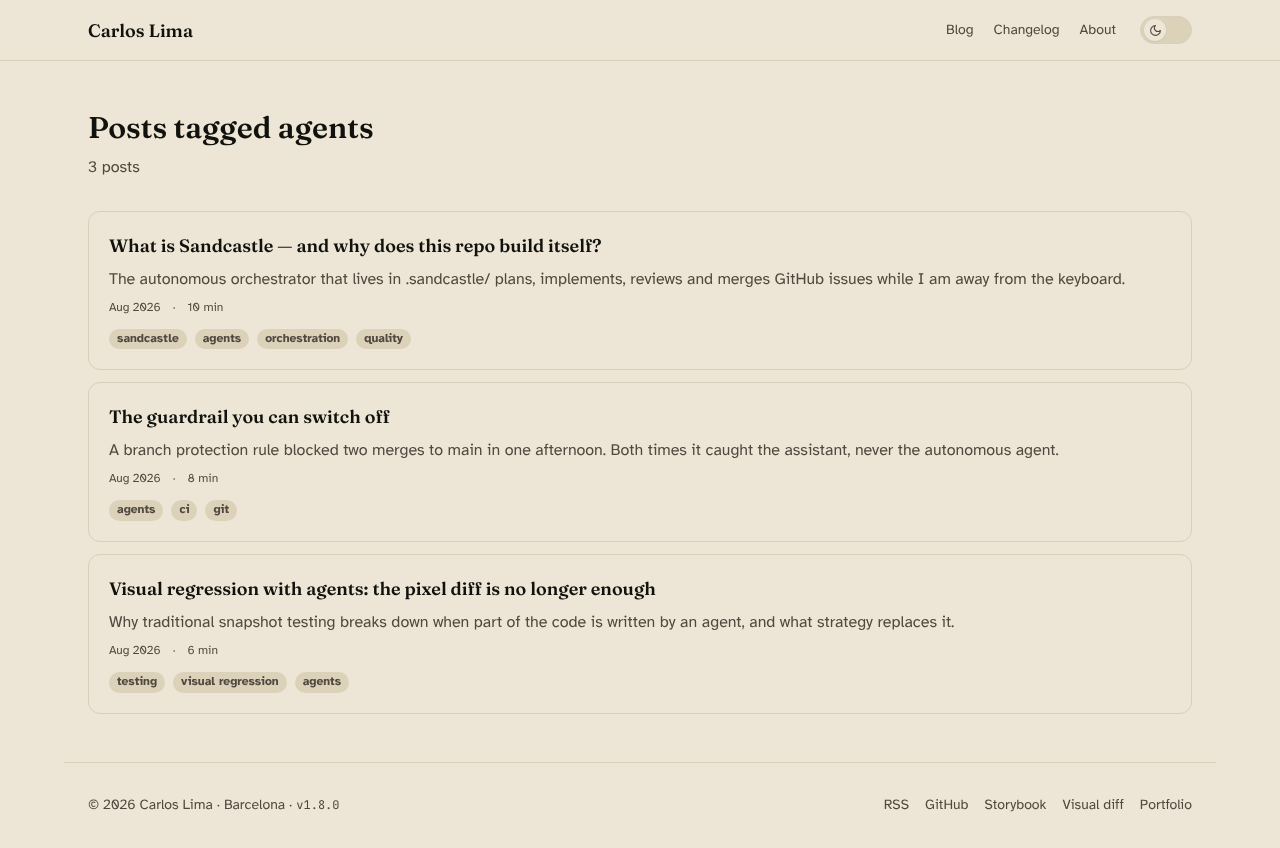 Carlos Lima
Blog Changelog About
Posts tagged agents
3 posts
What is Sandcastle — and why does this repo build itself?
The autonomous orchestrator that lives in .sandcastle/ plans, implements, reviews and merges GitHub issues while I am away from the keyboard.
Aug 2026 · 10 min
sandcastle agents orchestration quality
The guardrail you can switch off
A branch protection rule blocked two merges to main in one afternoon. Both times it caught the assistant, never the autonomous agent.
Aug 2026 · 8 min
agents ci git
Visual regression with agents: the pixel diff is no longer enough
Why traditional snapshot testing breaks down when part of the code is written by an agent, and what strategy replaces it.
Aug 2026 · 6 min
testing visual regression agents
© 2026 Carlos Lima · Barcelona · v1.8.0
RSS GitHub Storybook Visual diff Portfolio